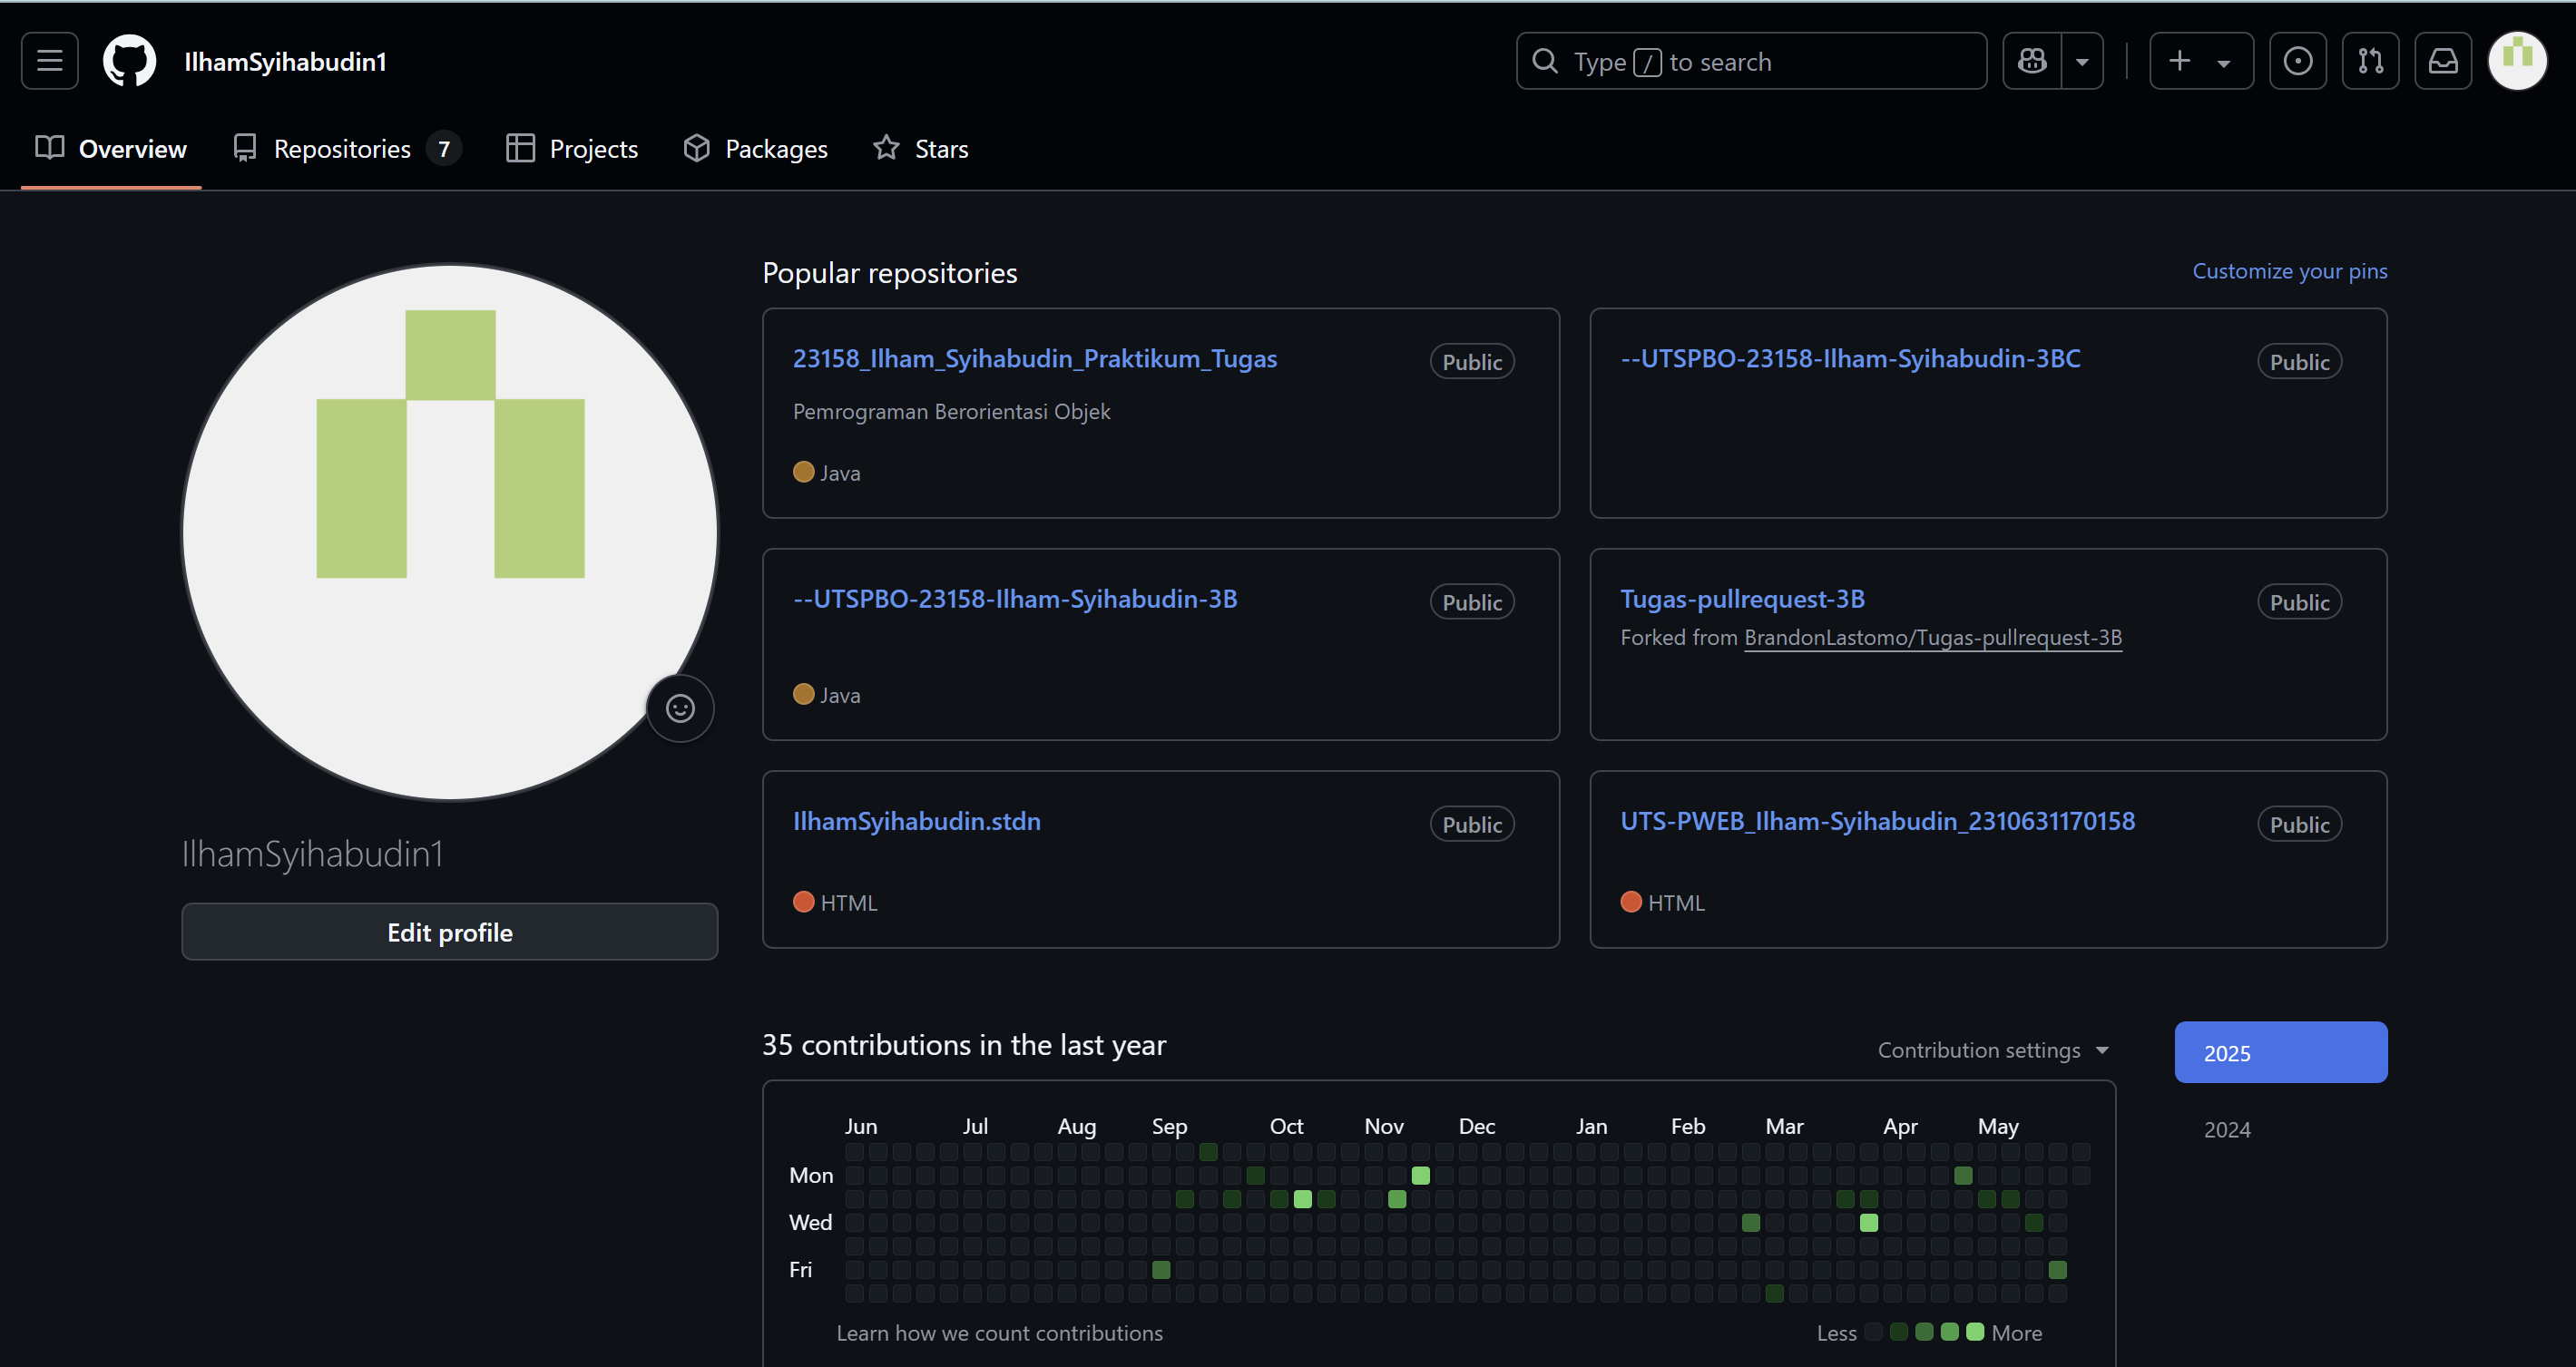 IlhamSyihabudin1
Type / to search
Overview Repositories 7 Projects Packages Stars
Popular repositories
Customize your pins
23158_Ilham_Syihabudin_Praktikum_Tugas Public
Pemrograman Berorientasi Objek
Java
--UTSPBO-23158-Ilham-Syihabudin-3BC Public
--UTSPBO-23158-Ilham-Syihabudin-3B Public
Java
Tugas-pullrequest-3B Public
Forked from BrandonLastomo/Tugas-pullrequest-3B
IlhamSyihabudin.stdn Public
HTML
UTS-PWEB_Ilham-Syihabudin_2310631170158 Public
HTML
IlhamSyihabudin1
Edit profile
35 contributions in the last year
Contribution settings
2025
2024
Jun Jul Aug Sep Oct Nov Dec Jan Feb Mar Apr May
Mon
Wed
Fri
Learn how we count contributions
Less More